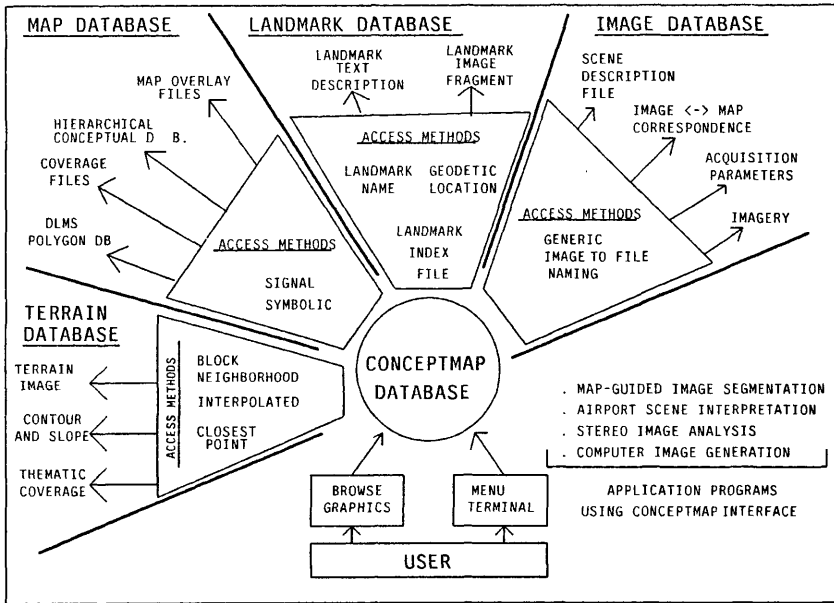 MAP DATABASE
MAP OVERLAY
FILES
HIERARCHICAL
CONCEPTUAL D B.
COVERAGE
FILES
DLMS
POLYGON DB
ACCESS METHODS
SIGNAL
SYMBOLIC
LANDMARK DATABASE
LANDMARK
TEXT
DESCRIPTION
LANDMARK
IMAGE
FRAGMENT
ACCESS METHODS
LANDMARK
NAME
GEODETIC
LOCATION
LANDMARK
INDEX
FILE
IMAGE DATABASE
SCENE
DESCRIPTION
FILE
IMAGE <-> MAP
CORRESPONDENCE
ACQUISITION
PARAMETERS
IMAGERY
ACCESS METHODS
GENERIC
IMAGE TO FILE
NAMING
TERRAIN
DATABASE
TERRAIN
IMAGE
CONTOUR
AND SLOPE
THEMATIC
COVERAGE
ACCESS METHODS
BLOCK
NEIGHBORHOOD
INTERPOLATED
CLOSEST
POINT
CONCEPTMAP
DATABASE
. MAP-GUIDED IMAGE SEGMENTATION
. AIRPORT SCENE INTERPRETATION
. STEREO IMAGE ANALYSIS
. COMPUTER IMAGE GENERATION
APPLICATION PROGRAMS
USING CONCEPTMAP INTERFACE
BROWSE
GRAPHICS
MENU
TERMINAL
USER